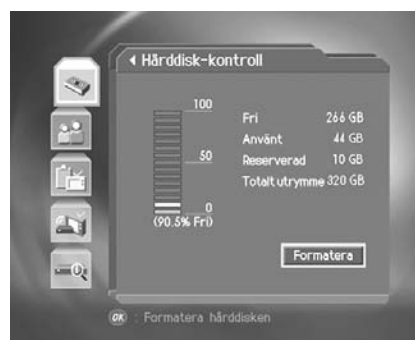 Hårddisk-kontroll
100
50
0
(90.5% Fri)
Fri 266 GB
Använt 44 GB
Reserverad 10 GB
Totalt utrymme 320 GB
Formatera
OK : Formatera hårddisken